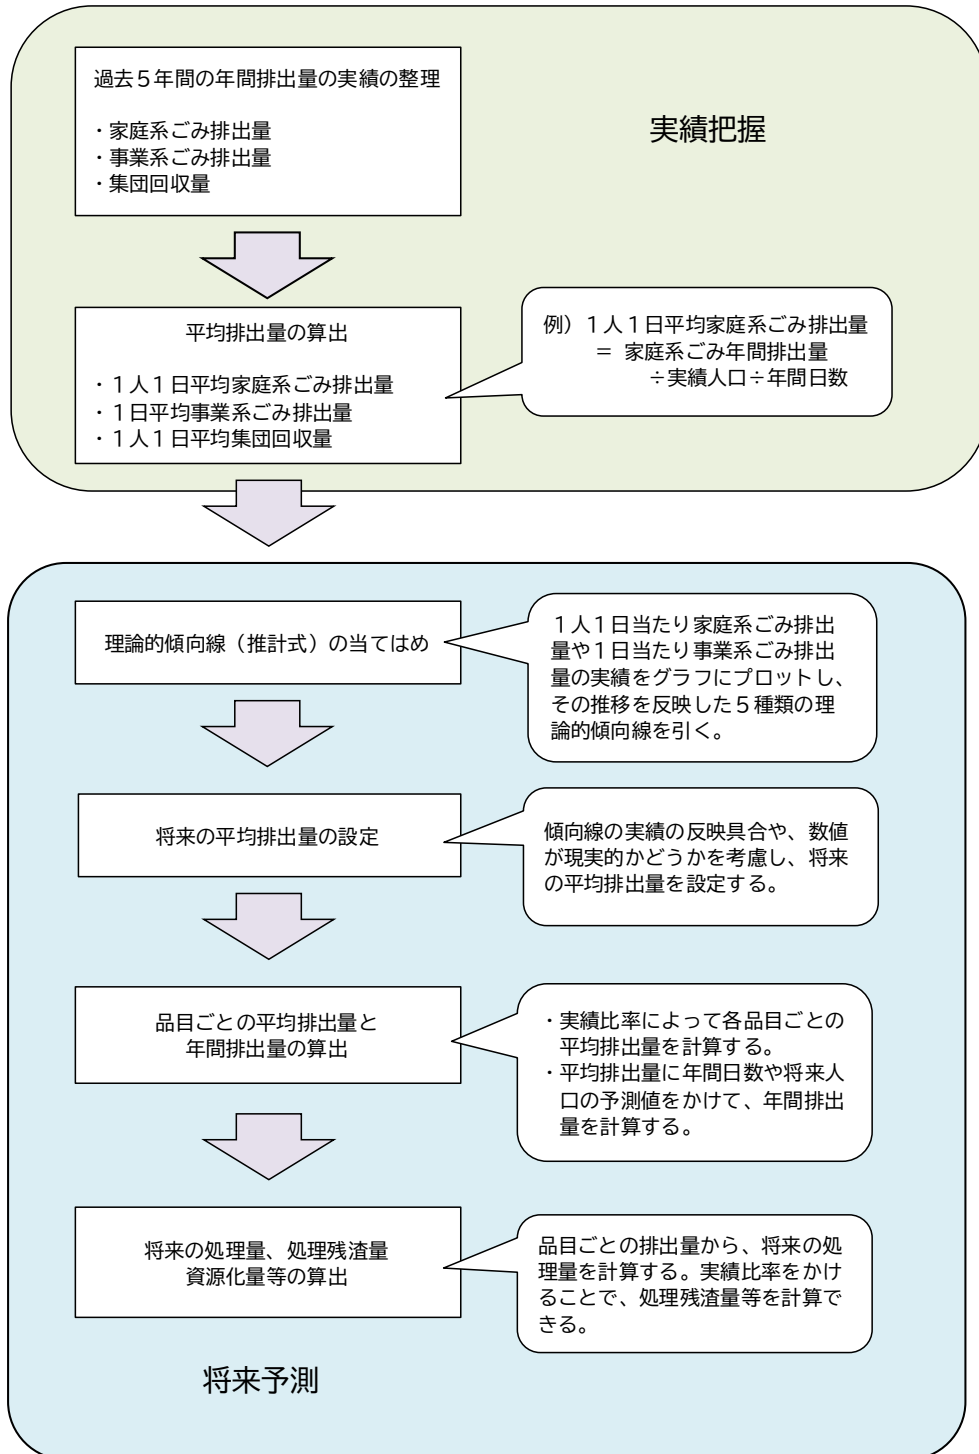 過去５年間の年間排出量の実績の整理
・家庭系ごみ排出量
・事業系ごみ排出量
・集団回収量
実績把握
平均排出量の算出
・１人１日平均家庭系ごみ排出量
・１日平均事業系ごみ排出量
・１人１日平均集団回収量
例）１人１日平均家庭系ごみ排出量
＝ 家庭系ごみ年間排出量
÷実績人口÷年間日数
理論的傾向線（推計式）の当てはめ
１人１日当たり家庭系ごみ排出
量や１日当たり事業系ごみ排出
量の実績をグラフにプロットし、
その推移を反映した５種類の理
論的傾向線を引く。
将来の平均排出量の設定
傾向線の実績の反映具合や、数値
が現実的かどうかを考慮し、将来
の平均排出量を設定する。
品目ごとの平均排出量と
年間排出量の算出
・実績比率によって各品目ごとの
平均排出量を計算する。
・平均排出量に年間日数や将来人
口の予測値をかけて、年間排出
量を計算する。
将来の処理量、処理残渣量
資源化量等の算出
品目ごとの排出量から、将来の処
理量を計算する。実績比率をかけ
ることで、処理残渣量等を計算で
きる。
将来予測